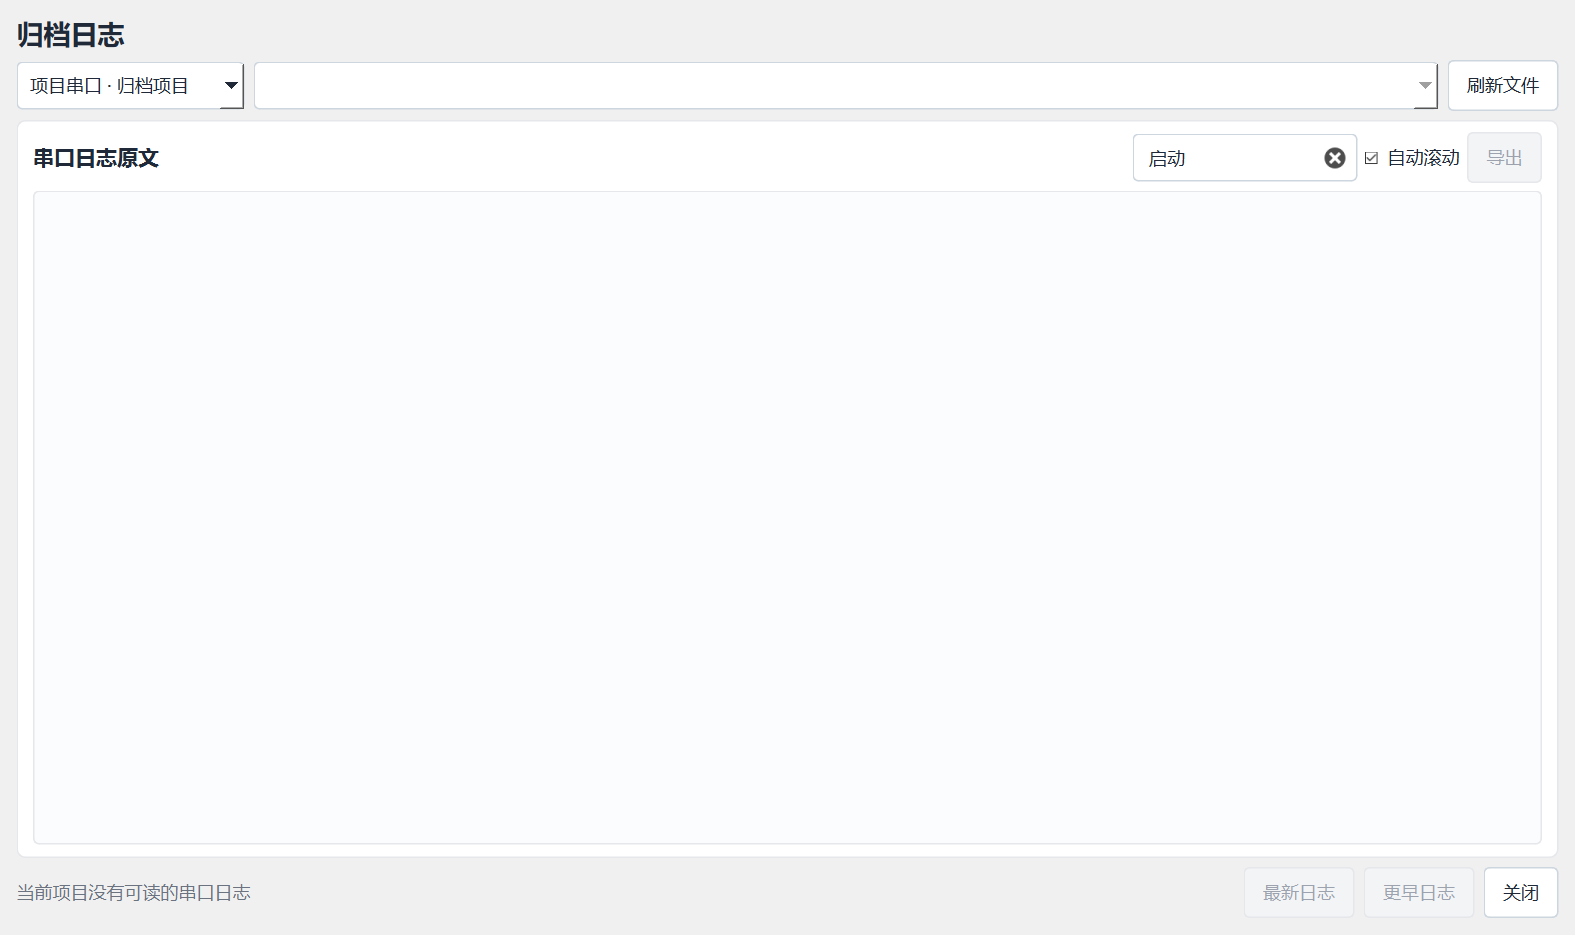 归档日志
项目串口 · 归档项目
刷新文件
串口日志原文
启动
自动滚动
导出
当前项目没有可读的串口日志
最新日志
更早日志
关闭